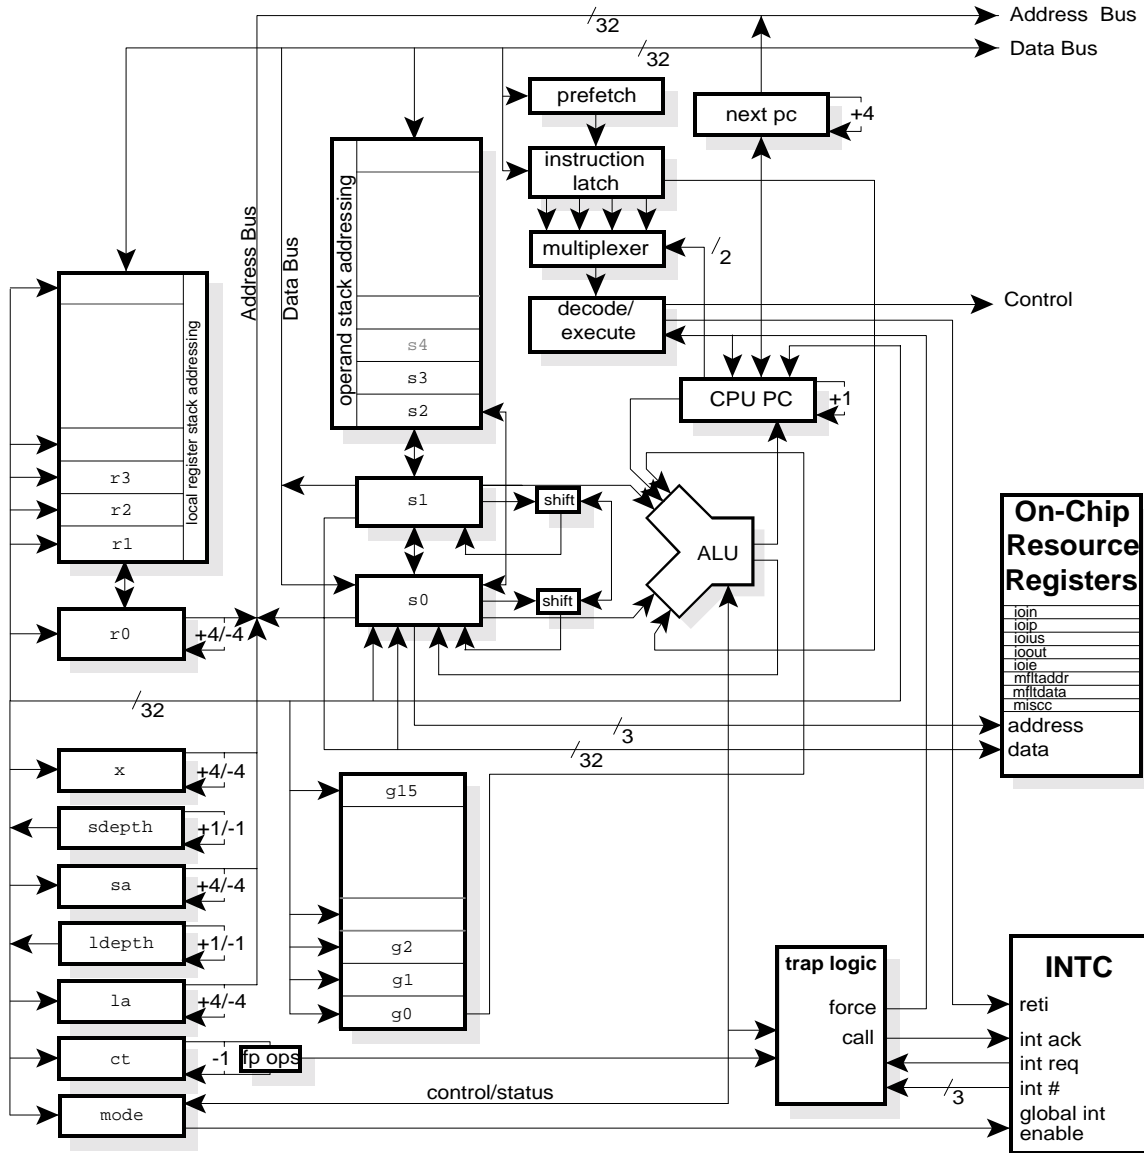 Address Bus
32
Data Bus
32
prefetch
next pc
+4
instruction
latch
operand stack addressing
Address Bus
Data Bus
multiplexer
2
local register stack addressing
decode/
execute
Control
s4
s3
s2
CPU PC
+1
r3
r2
r1
s1
shift
ALU
On-Chip
Resource
Registers
ioin
ioip
ioius
ioout
ioie
mfltaddr
mfltdata
miscc
address
data
s0
shift
r0
+4/-4
32
3
32
x
+4/-4
sdepth
+1/-1
sa
+4/-4
ldepth
+1/-1
la
+4/-4
ct
-1
fp ops
mode
g15
g2
g1
g0
control/status
trap logic
force
call
3
INTC
reti
int ack
int req
int #
global int
enable